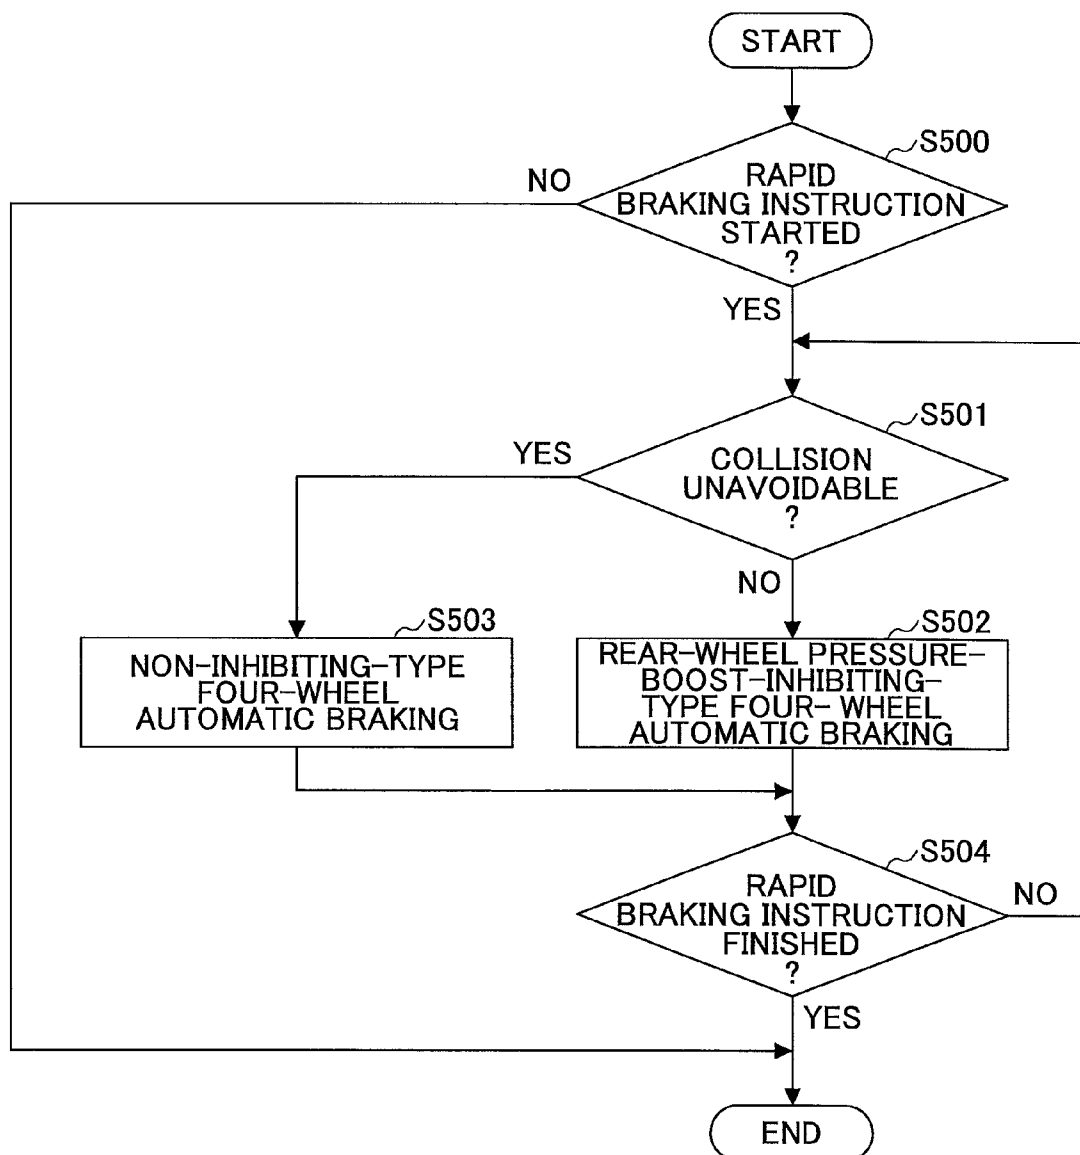 START
S500
NO
RAPID
BRAKING INSTRUCTION
STARTED
?
YES
S501
YES
COLLISION
UNAVOIDABLE
?
NO
S503
NON-INHIBITING-TYPE
FOUR-WHEEL
AUTOMATIC BRAKING
S502
REAR-WHEEL PRESSURE-
BOOST-INHIBITING-
TYPE FOUR- WHEEL
AUTOMATIC BRAKING
S504
RAPID
BRAKING INSTRUCTION
FINISHED
?
NO
YES
END